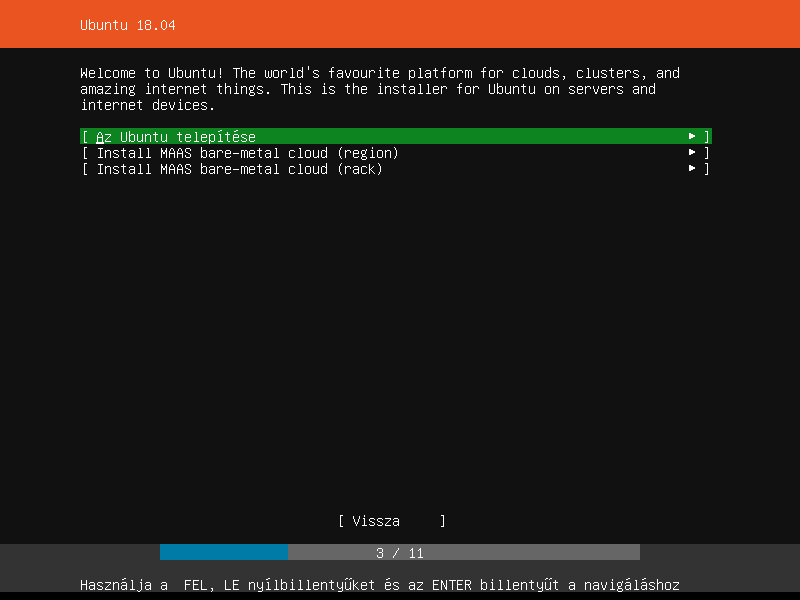 Ubuntu 18.04
Welcome to Ubuntu! The world's favourite platform for clouds, clusters, and
amazing internet things. This is the installer for Ubuntu on servers and
internet devices.
[ Az Ubuntu telepítése ► ]
[ Install MAAS bare-metal cloud (region) ► ]
[ Install MAAS bare-metal cloud (rack) ► ]
[ Vissza ]
3 / 11
Használja a  FEL, LE nyílbillentyűket és az ENTER billentyűt a navigáláshoz